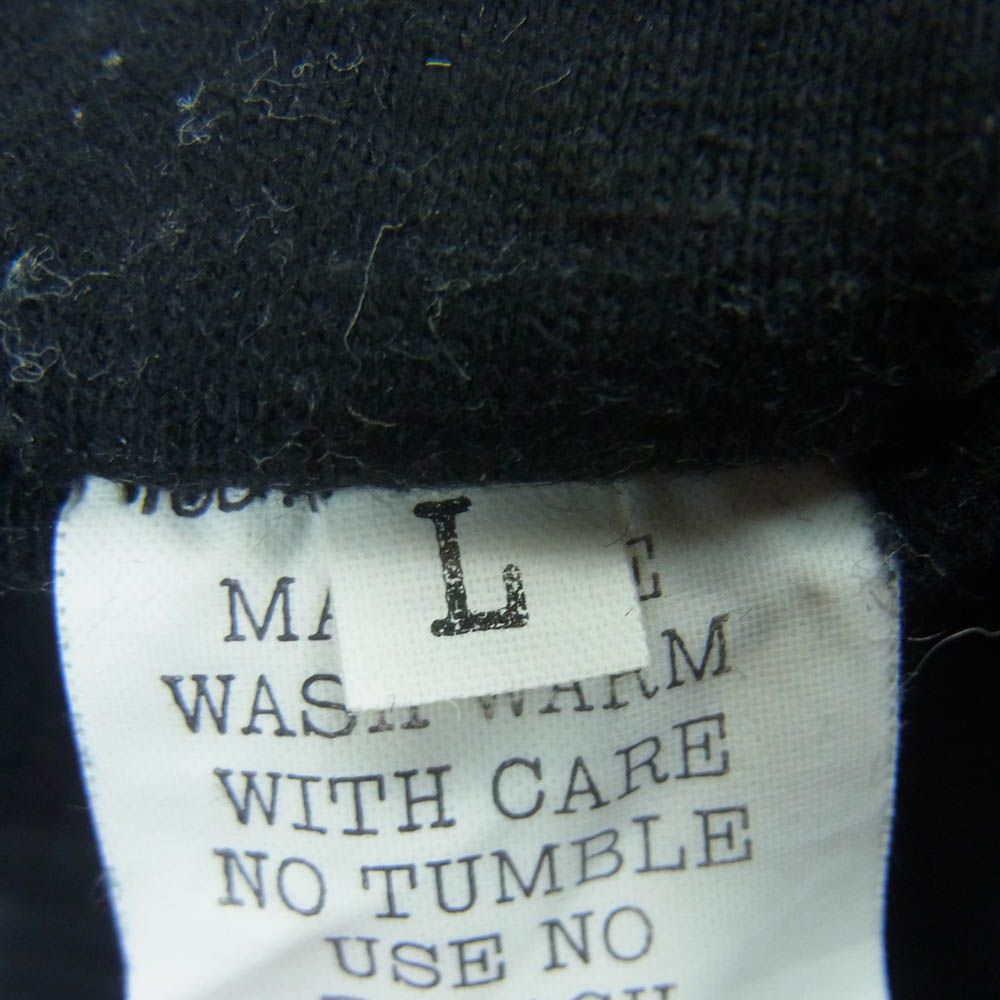 L
WASH WARM
WITH CARE
NO TUMBLE
USE NO